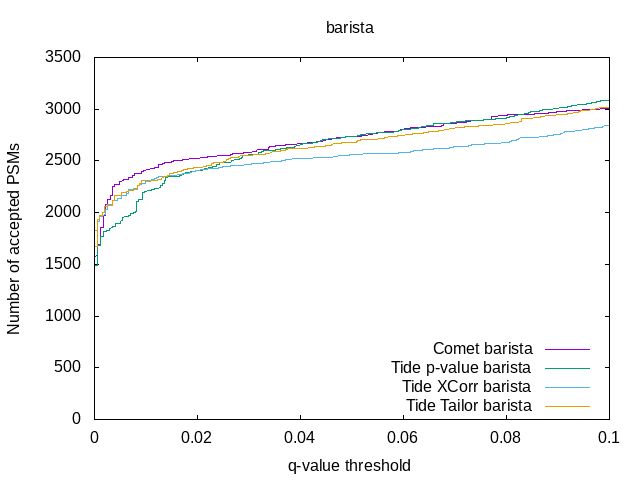 barista
3500
3000
2500
2000
1500
1000
500
0
Number of accepted PSMs
Comet barista
Tide p-value barista
Tide XCorr barista
Tide Tailor barista
0 0.02 0.04 0.06 0.08 0.1
q-value threshold